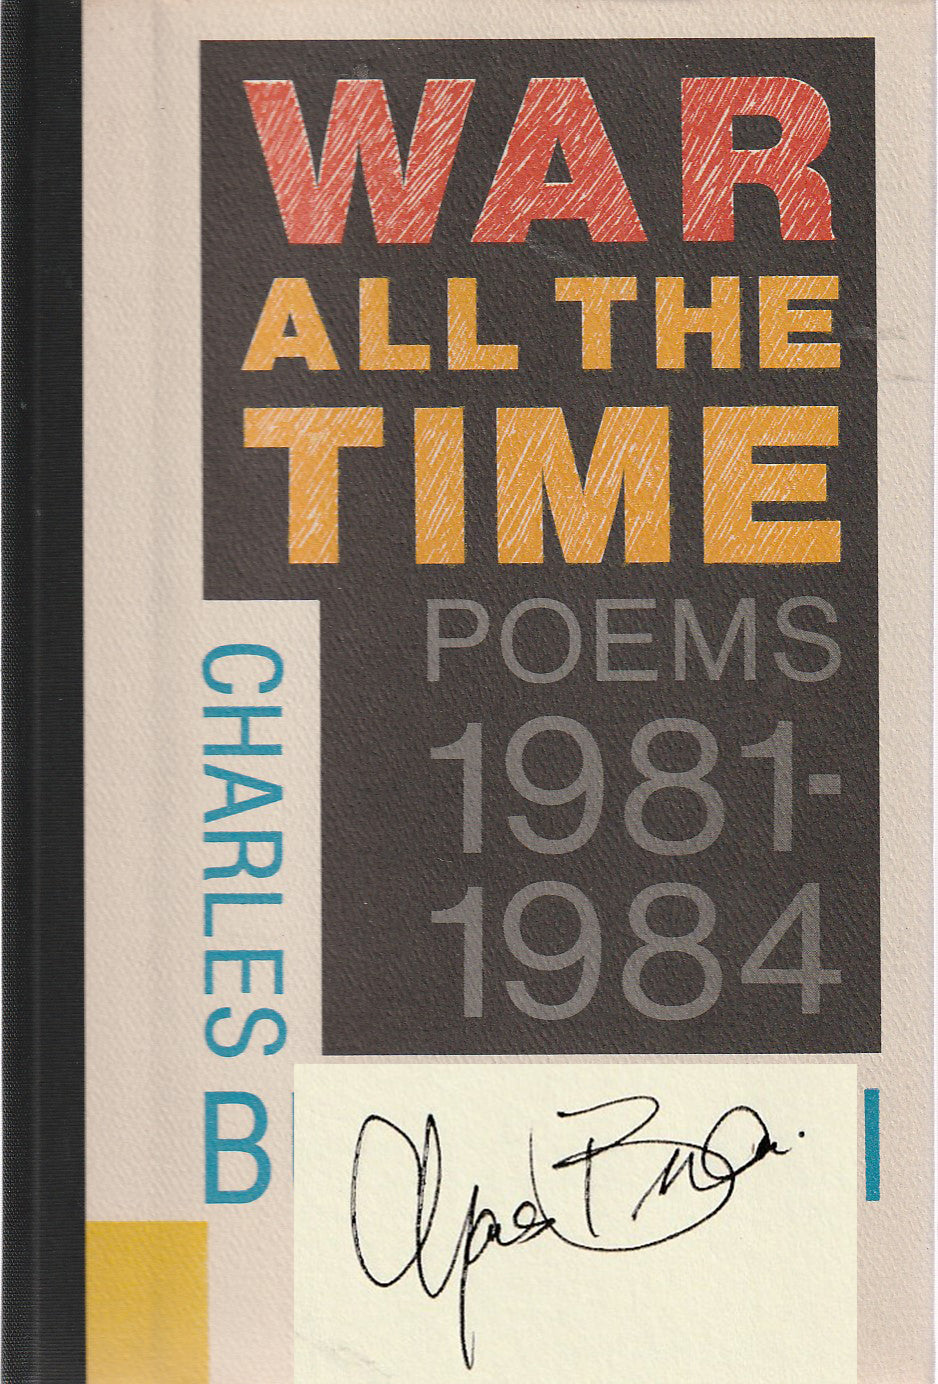 WAR
ALL THE
TIME
POEMS
1981-
1984
CHARLES
B I